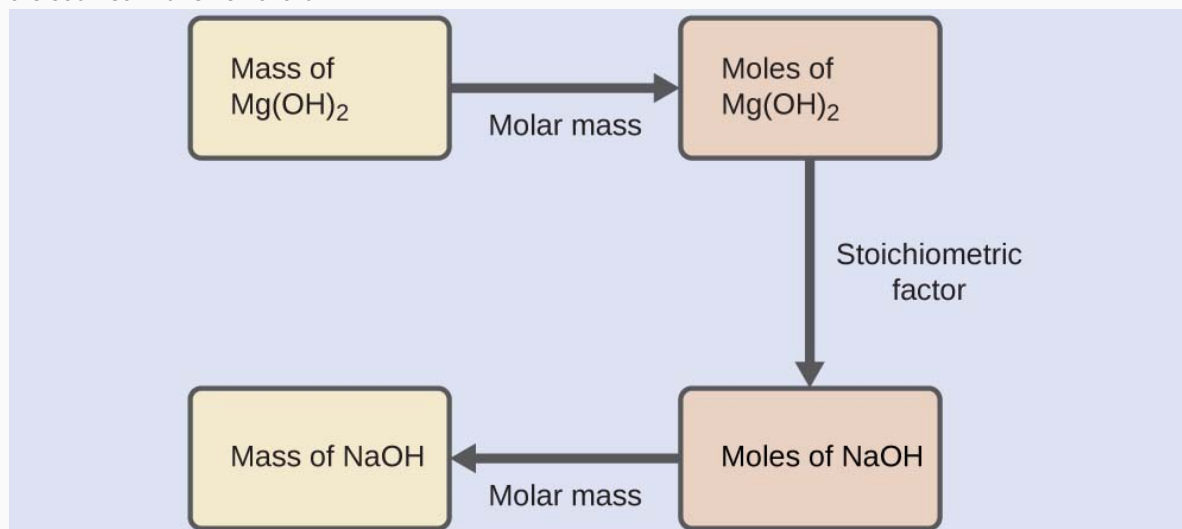 Mass of
Mg(OH)₂
Molar mass
Moles of
Mg(OH)₂
Stoichiometric
factor
Mass of NaOH
Molar mass
Moles of NaOH